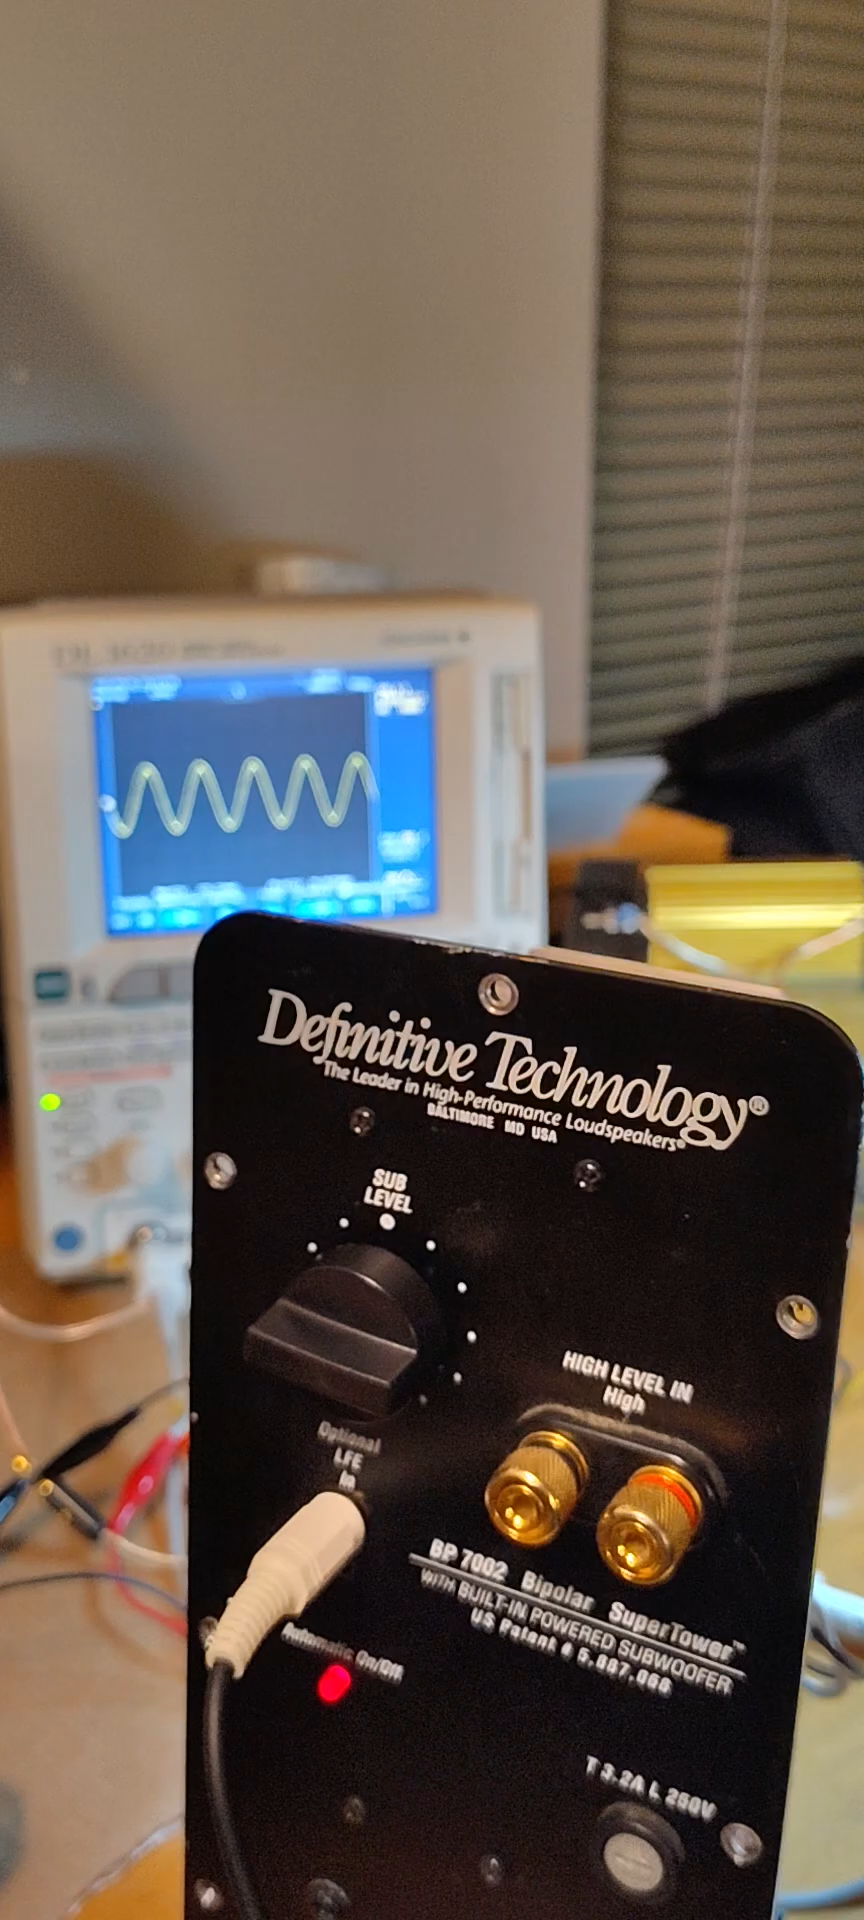 Definitive Technology®
The Leader in High-Performance Loudspeakers®
BALTIMORE MD USA
SUB
LEVEL
HIGH LEVEL IN
High
Optional
LFE
In
BP 7002 Bipolar SuperTower™
WITH BUILT-IN POWERED SUBWOOFER
US Patent # 5,887,068
Automatic On/Off
T 3.2A L 250V